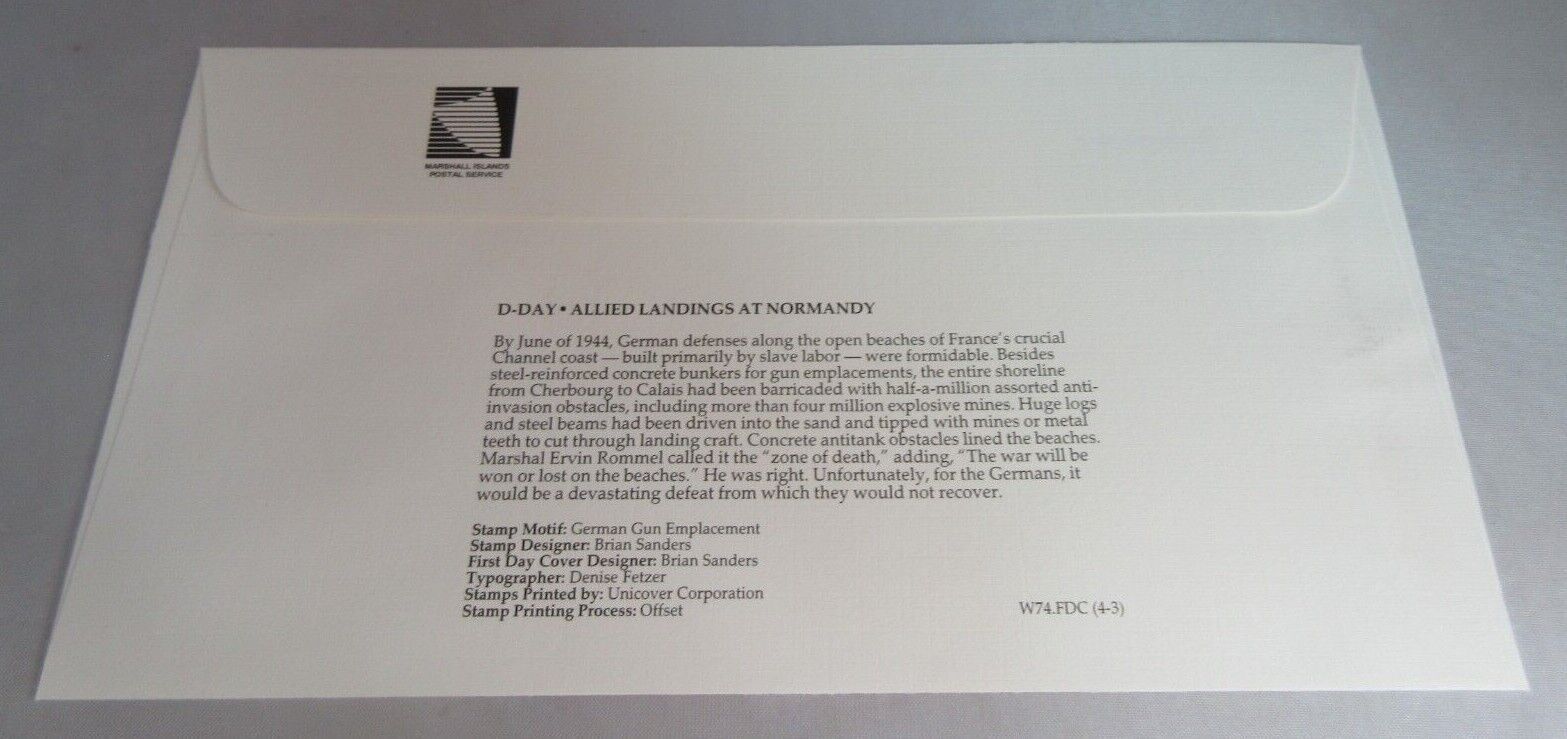 MARSHALL ISLANDS
POSTAL SERVICE
D-DAY • ALLIED LANDINGS AT NORMANDY
By June of 1944, German defenses along the open beaches of France's crucial
Channel coast — built primarily by slave labor — were formidable. Besides
steel-reinforced concrete bunkers for gun emplacements, the entire shoreline
from Cherbourg to Calais had been barricaded with half-a-million assorted anti-
invasion obstacles, including more than four million explosive mines. Huge logs
and steel beams had been driven into the sand and tipped with mines or metal
teeth to cut through landing craft. Concrete antitank obstacles lined the beaches.
Marshal Ervin Rommel called it the "zone of death," adding, "The war will be
won or lost on the beaches." He was right. Unfortunately, for the Germans, it
would be a devastating defeat from which they would not recover.
Stamp Motif: German Gun Emplacement
Stamp Designer: Brian Sanders
First Day Cover Designer: Brian Sanders
Typographer: Denise Fetzer
Stamps Printed by: Unicover Corporation
Stamp Printing Process: Offset
W74.FDC (4-3)